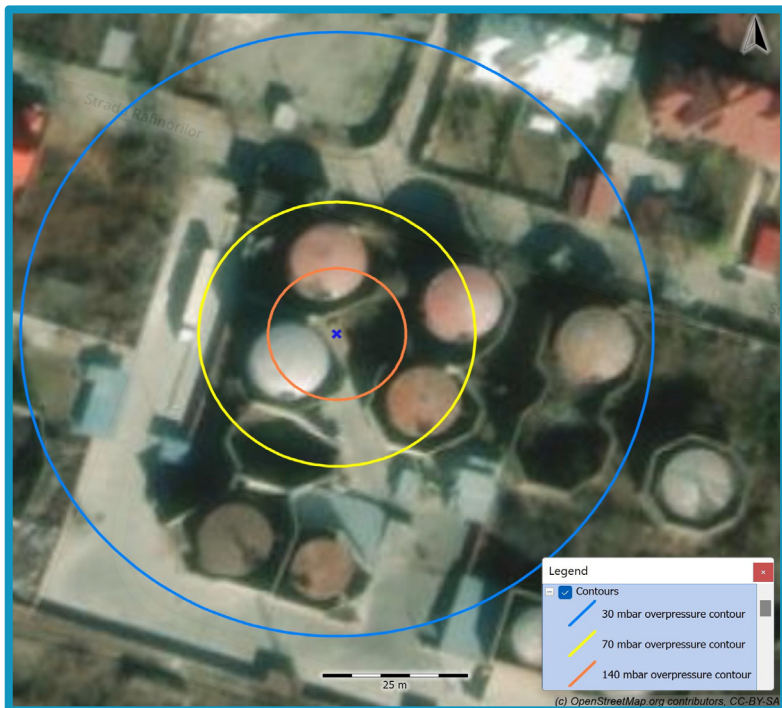 Strada Rafinorilor
Legend
Contours
30 mbar overpressure contour
70 mbar overpressure contour
140 mbar overpressure contour
25 m
(c) OpenStreetMap.org contributors, CC-BY-SA